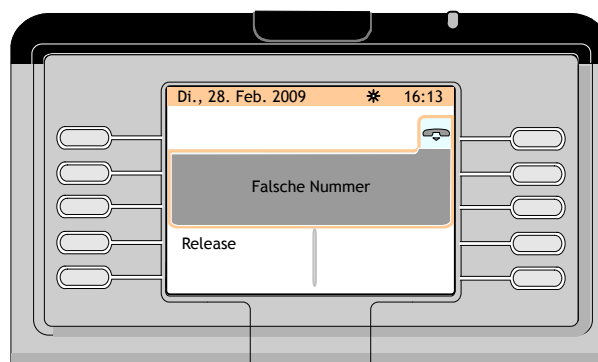 Di., 28. Feb. 2009 16:13
Falsche Nummer
Release